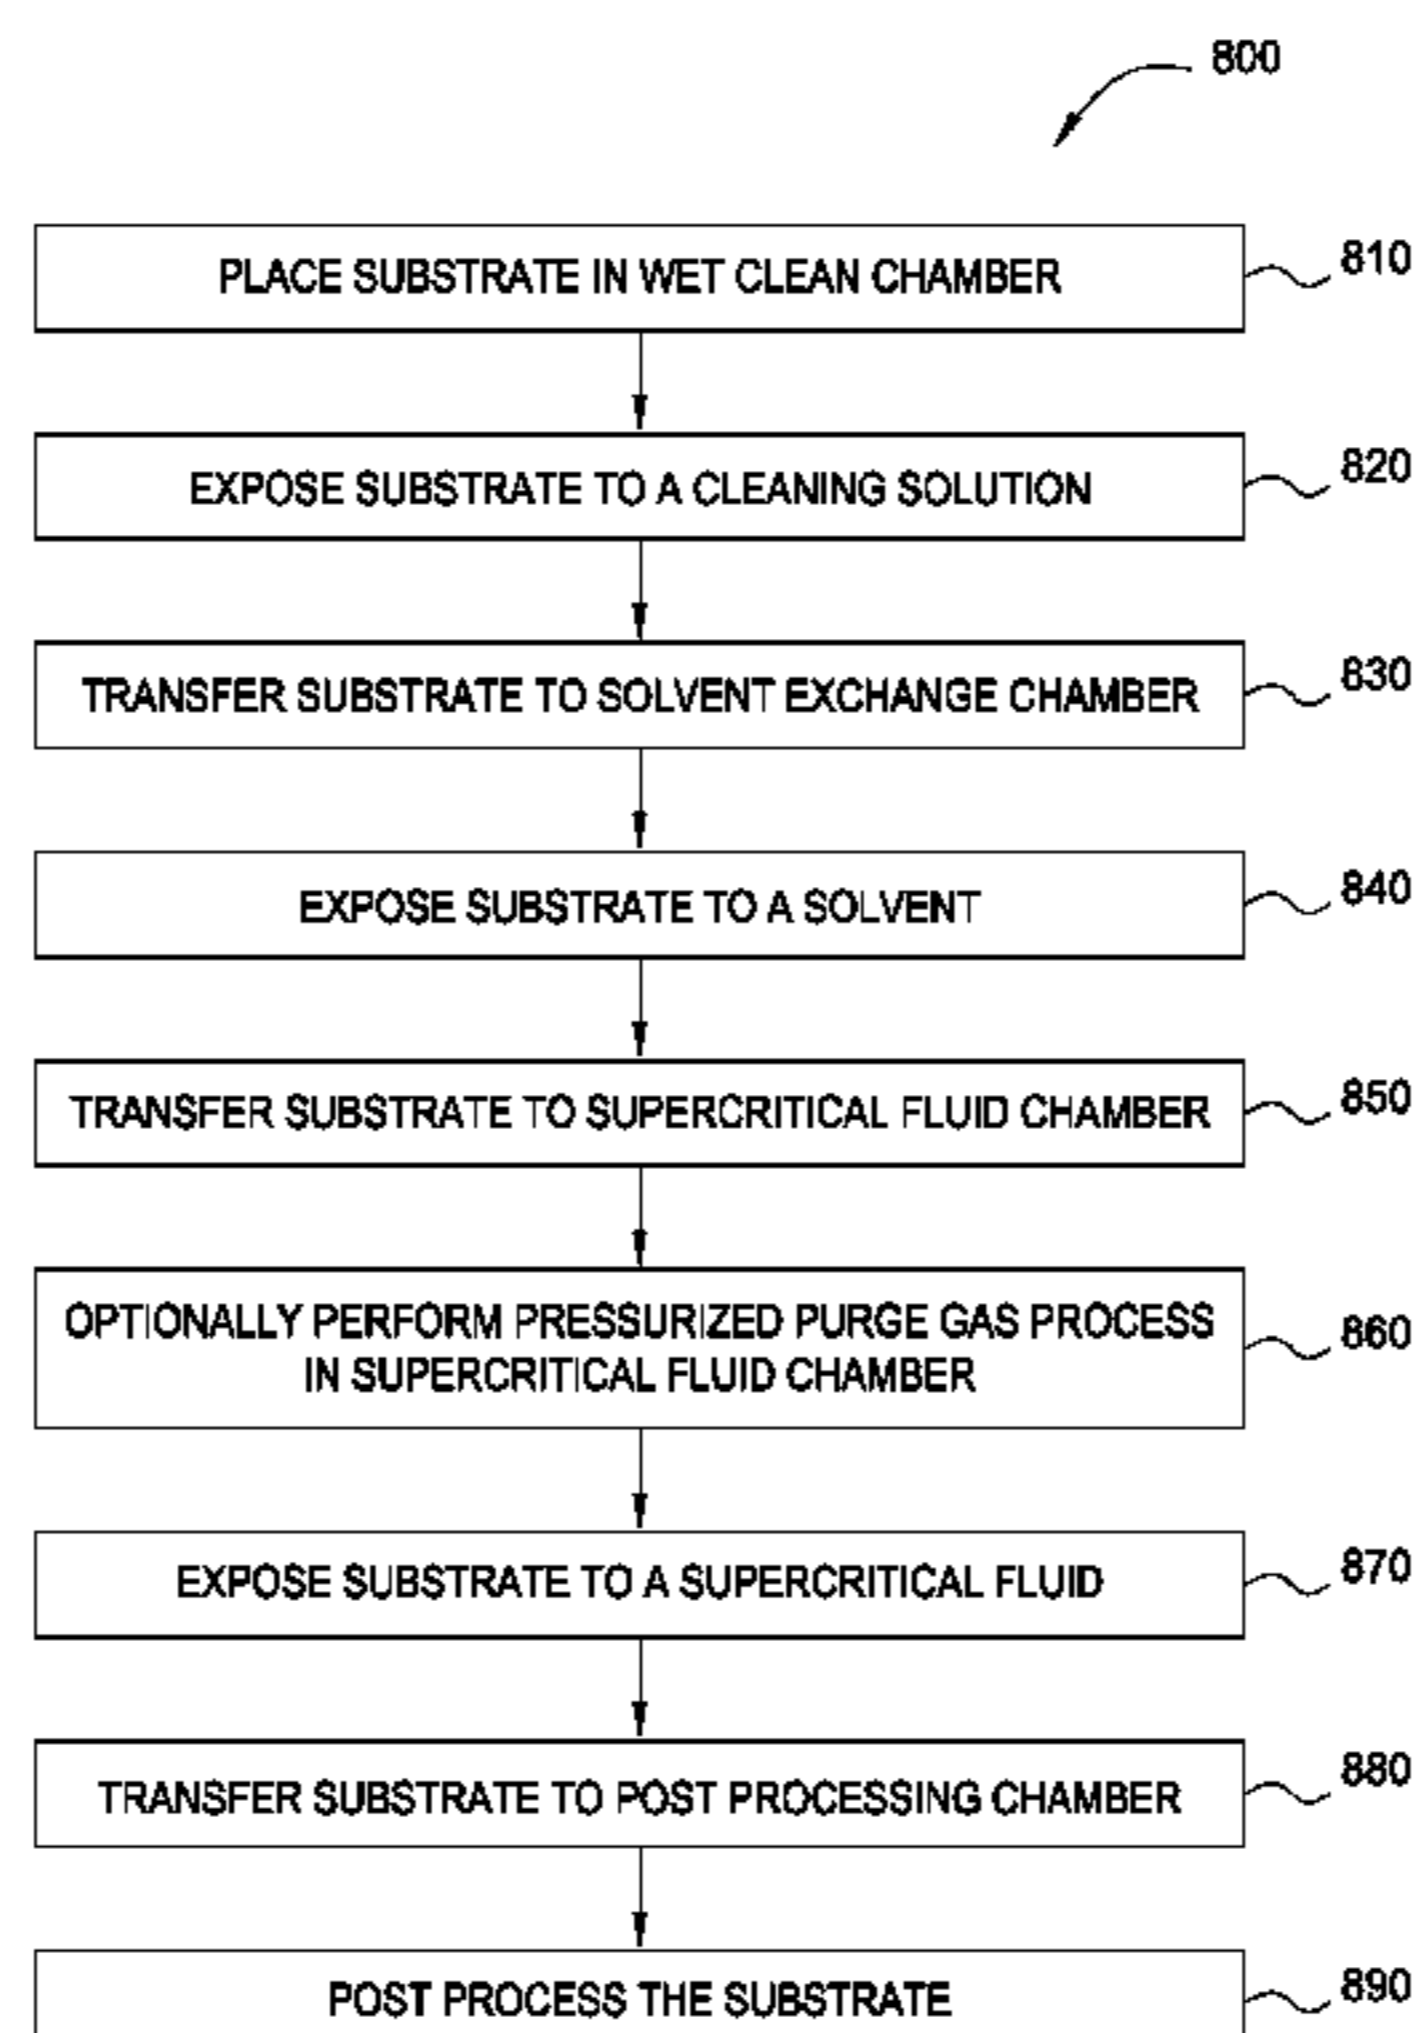 800
PLACE SUBSTRATE IN WET CLEAN CHAMBER
810
EXPOSE SUBSTRATE TO A CLEANING SOLUTION
820
TRANSFER SUBSTRATE TO SOLVENT EXCHANGE CHAMBER
830
EXPOSE SUBSTRATE TO A SOLVENT
840
TRANSFER SUBSTRATE TO SUPERCRITICAL FLUID CHAMBER
850
OPTIONALLY PERFORM PRESSURIZED PURGE GAS PROCESS
IN SUPERCRITICAL FLUID CHAMBER
860
EXPOSE SUBSTRATE TO A SUPERCRITICAL FLUID
870
TRANSFER SUBSTRATE TO POST PROCESSING CHAMBER
880
POST PROCESS THE SUBSTRATE
890